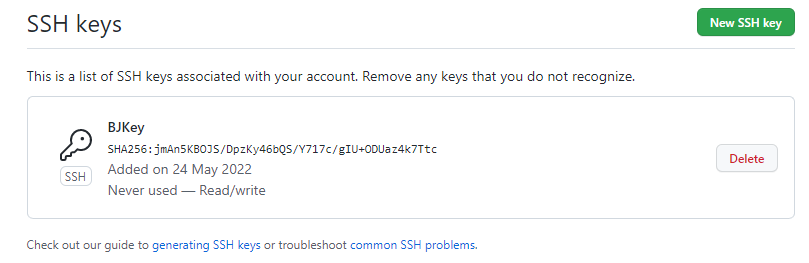 SSH keys
New SSH key
This is a list of SSH keys associated with your account. Remove any keys that you do not recognize.
BJKey
SHA256:jmAn5KBOJS/DpzKy46bQS/Y717c/gIU+ODUaz4k7Ttc
SSH
Added on 24 May 2022
Never used — Read/write
Delete
Check out our guide to generating SSH keys or troubleshoot common SSH problems.